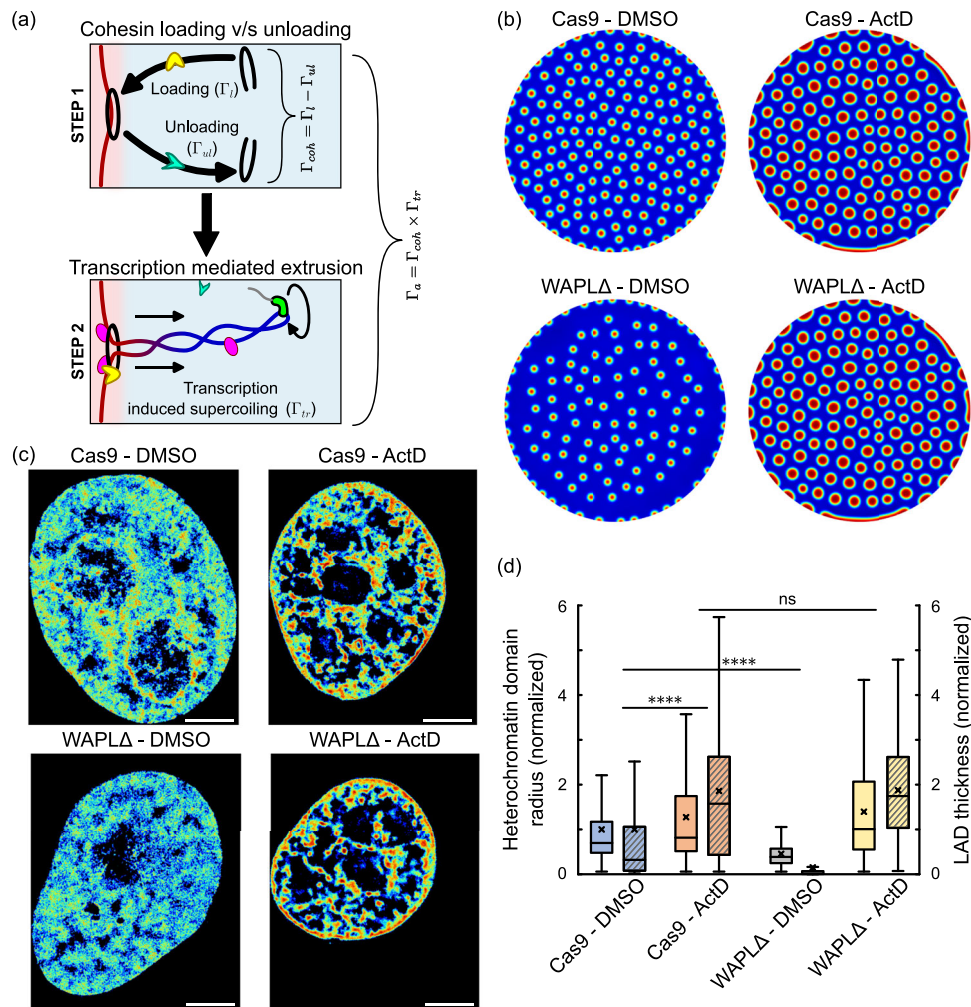 (a)
Cohesin loading v/s unloading
STEP 1
Loading (Γl)
Unloading
(Γul)
Γcoh = Γl − Γul
Transcription mediated extrusion
STEP 2
Transcription
induced supercoiling (Γtr)
Γa = Γcoh × Γtr
(b)
Cas9 - DMSO
Cas9 - ActD
WAPLΔ - DMSO
WAPLΔ - ActD
(c)
Cas9 - DMSO
Cas9 - ActD
WAPLΔ - DMSO
WAPLΔ - ActD
(d)
Heterochromatin domain
radius (normalized)
6
4
2
0
ns
****
****
6
4
2
0
LAD thickness (normalized)
Cas9 - DMSO
Cas9 - ActD
WAPLΔ - DMSO
WAPLΔ - ActD